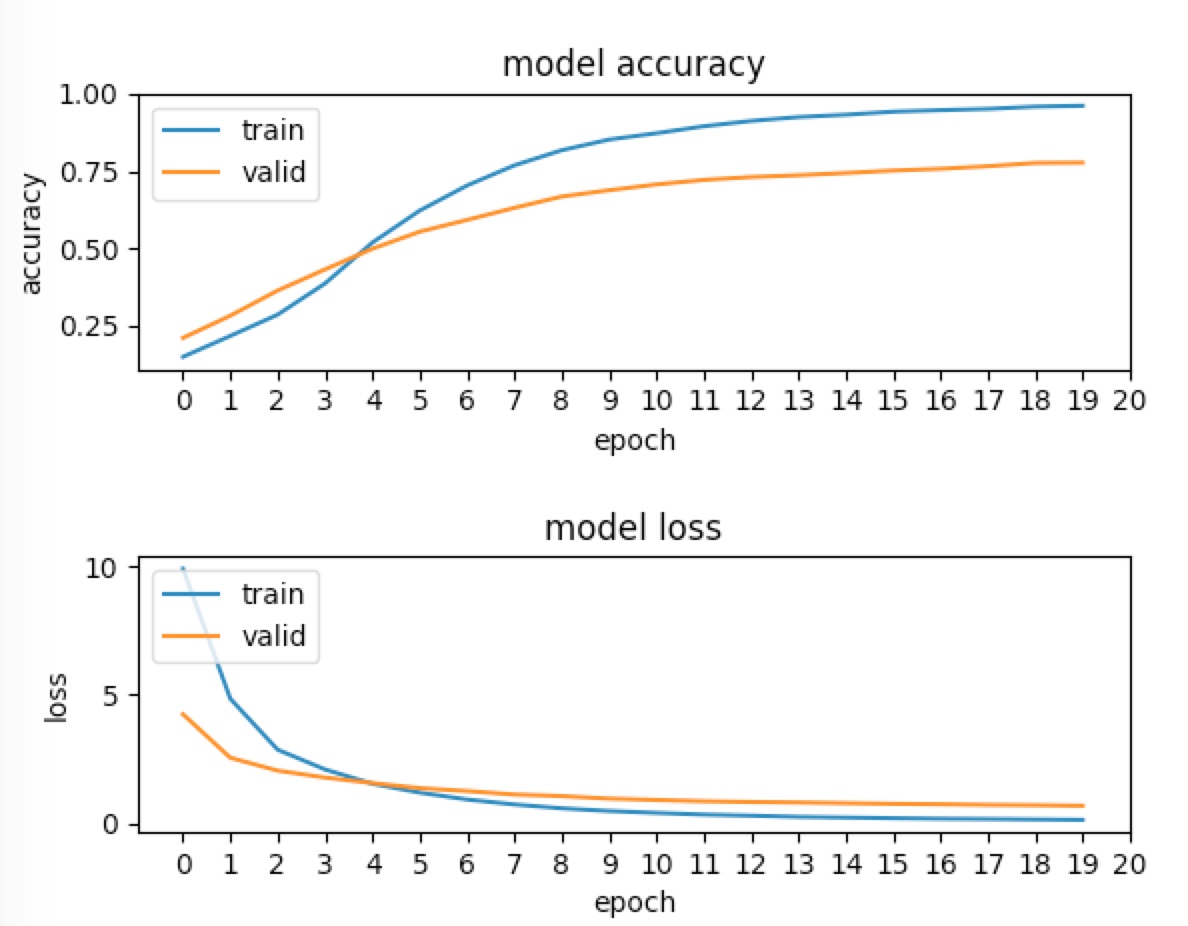 model accuracy
1.00
0.75
0.50
0.25
accuracy
train
valid
0 1 2 3 4 5 6 7 8 9 10 11 12 13 14 15 16 17 18 19 20
epoch
model loss
10
5
0
loss
train
valid
0 1 2 3 4 5 6 7 8 9 10 11 12 13 14 15 16 17 18 19 20
epoch